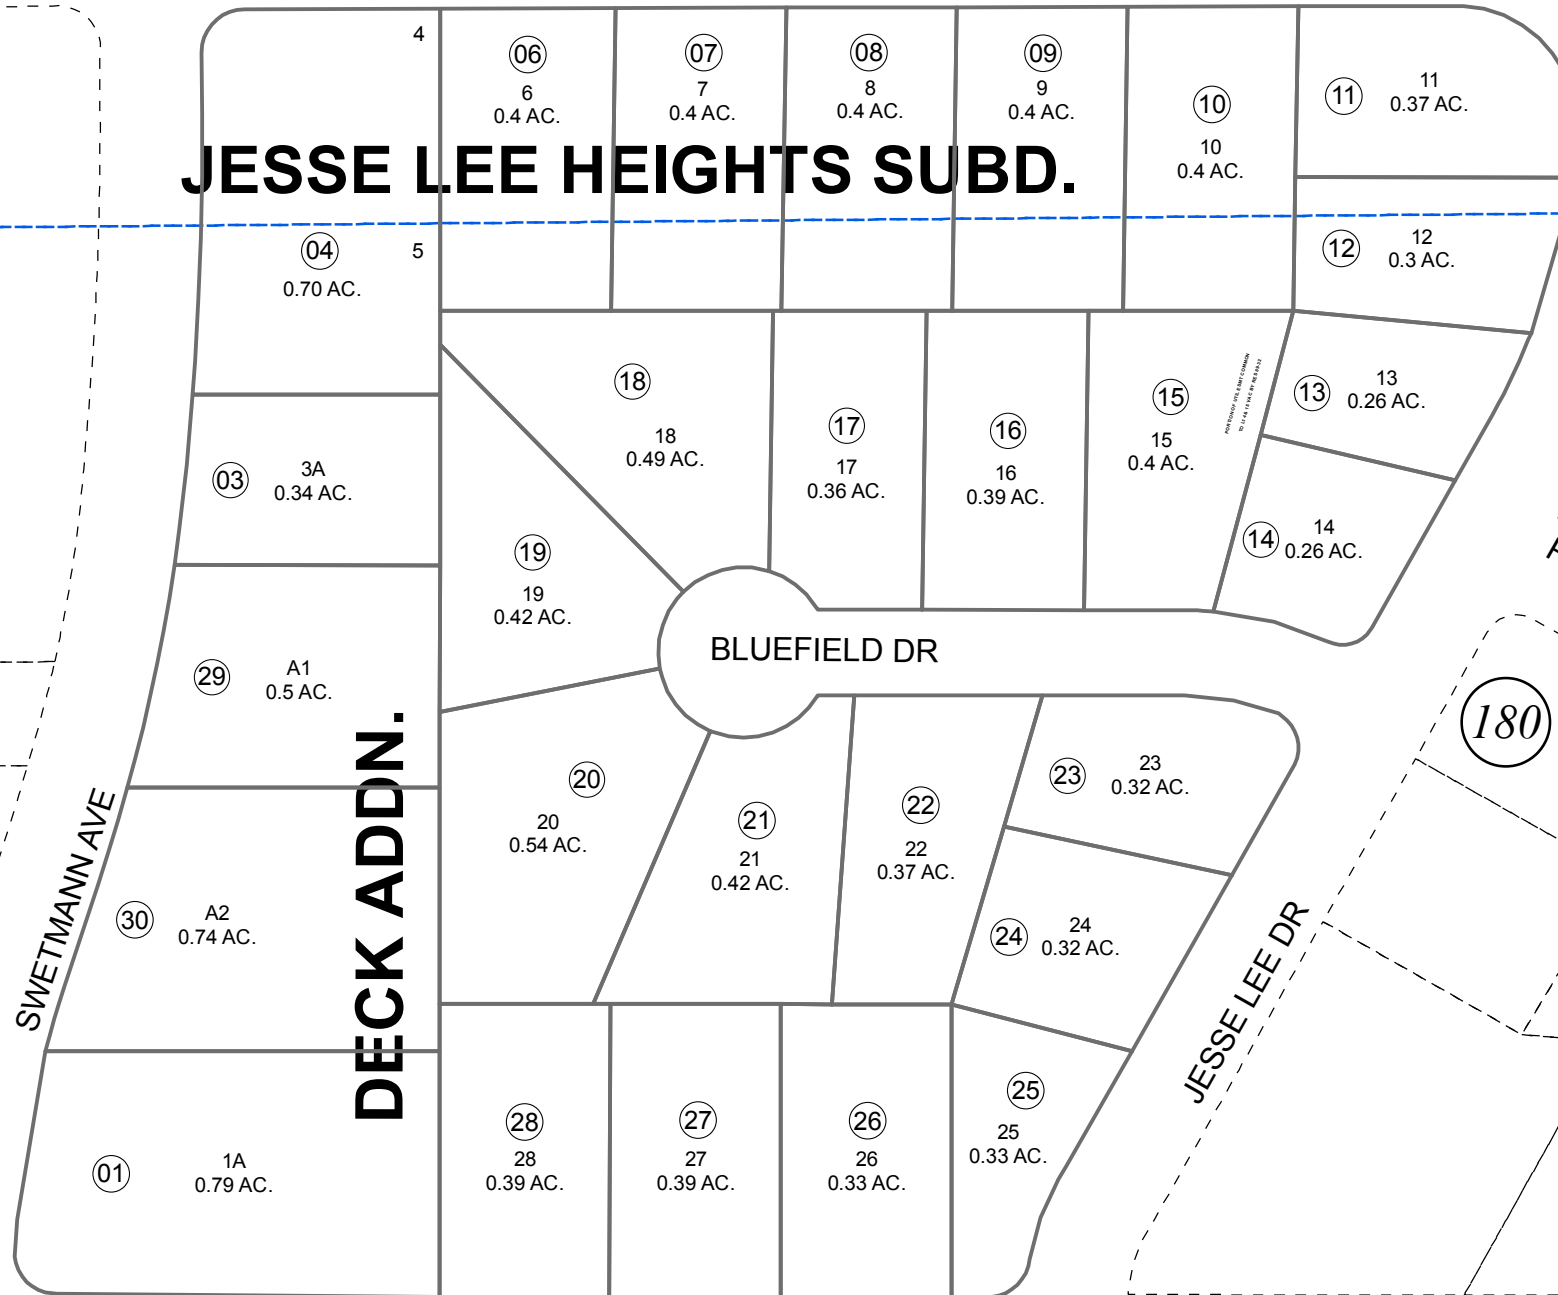 4
06
6
0.4 AC.
07
7
0.4 AC.
08
8
0.4 AC.
09
9
0.4 AC.
10
10
0.4 AC.
11
11
0.37 AC.
JESSE LEE HEIGHTS SUBD.
04
0.70 AC.
5
12
12
0.3 AC.
18
18
0.49 AC.
17
17
0.36 AC.
16
16
0.39 AC.
15
15
0.4 AC.
13
13
0.26 AC.
03
3A
0.34 AC.
19
19
0.42 AC.
14
14
0.26 AC.
29
A1
0.5 AC.
BLUEFIELD DR
180
DECK ADDN.
20
20
0.54 AC.
21
21
0.42 AC.
22
22
0.37 AC.
23
23
0.32 AC.
SWETMANN AVE
30
A2
0.74 AC.
24
24
0.32 AC.
JESSE LEE DR
01
1A
0.79 AC.
28
28
0.39 AC.
27
27
0.39 AC.
26
26
0.33 AC.
25
25
0.33 AC.